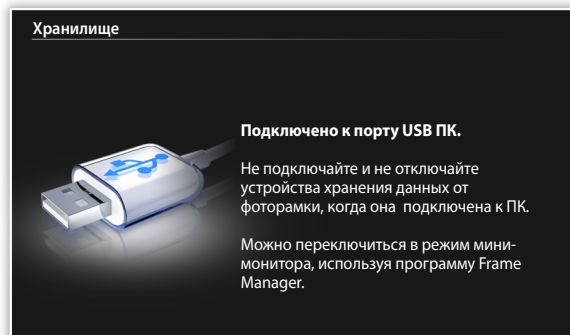 Хранилище
Подключено к порту USB ПК.
Не подключайте и не отключайте
устройства хранения данных от
фоторамки, когда она  подключена к ПК.
Можно переключиться в режим мини-
монитора, используя программу Frame
Manager.